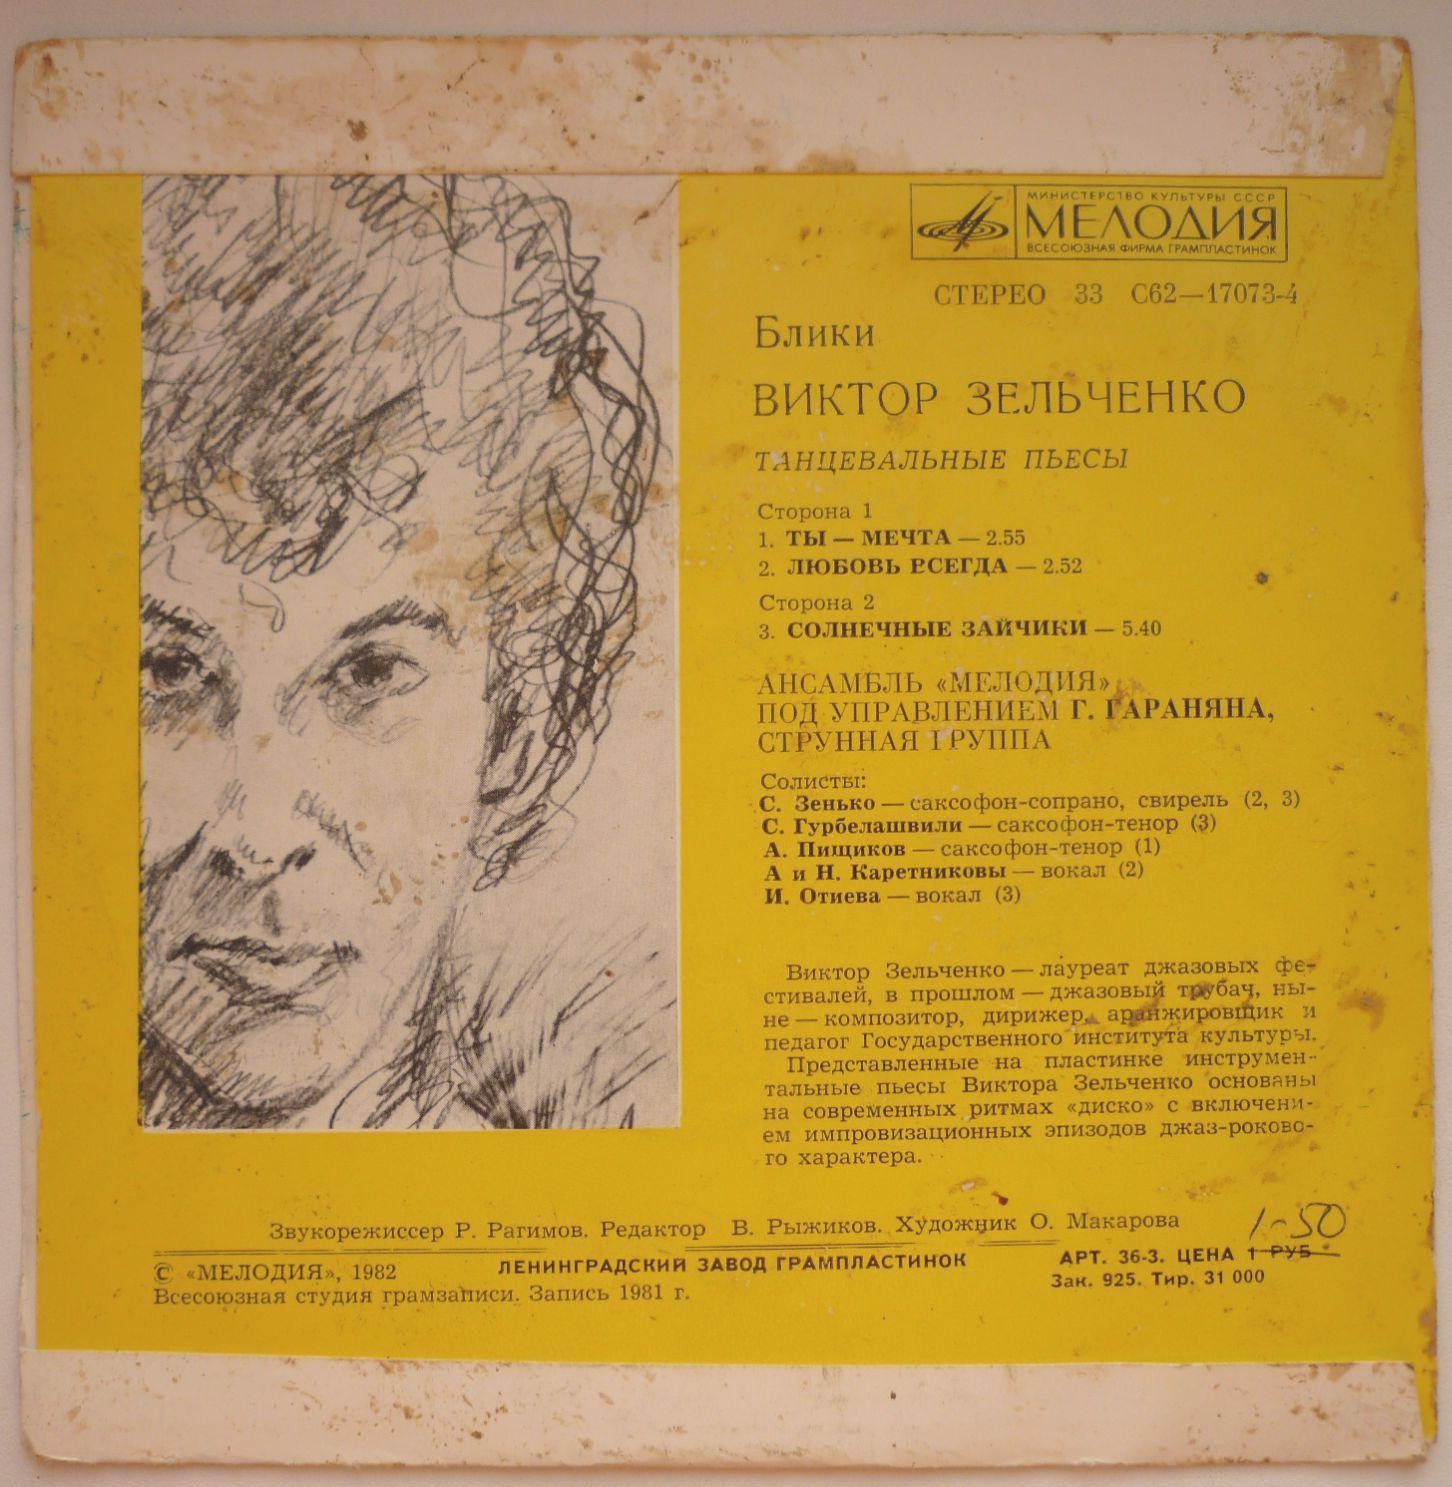 МИНИСТЕРСТВО КУЛЬТУРЫ СССР
МЕЛОДИЯ
ВСЕСОЮЗНАЯ ФИРМА ГРАМПЛАСТИНОК
СТЕРЕО 33 С62—17073-4
Блики
ВИКТОР ЗЕЛЬЧЕНКО
ТАНЦЕВАЛЬНЫЕ ПЬЕСЫ
Сторона 1
1. ТЫ — МЕЧТА — 2.55
2. ЛЮБОВЬ ВСЕГДА — 2.52
Сторона 2
3. СОЛНЕЧНЫЕ ЗАЙЧИКИ — 5.40
АНСАМБЛЬ «МЕЛОДИЯ»
ПОД УПРАВЛЕНИЕМ Г. ГАРАНЯНА,
СТРУННАЯ ГРУППА
Солисты:
С. Зенько — саксофон-сопрано, свирель (2, 3)
С. Гурбелашвили — саксофон-тенор (3)
А. Пищиков — саксофон-тенор (1)
А и Н. Каретниковы — вокал (2)
И. Отиева — вокал (3)
Виктор Зельченко — лауреат джазовых фе-
стивалей, в прошлом — джазовый трубач, ны-
не — композитор, дирижер, аранжировщик и
педагог Государственного института культуры.
Представленные на пластинке инструмен-
тальные пьесы Виктора Зельченко основаны
на современных ритмах «диско» с включени-
ем импровизационных эпизодов джаз-роково-
го характера.
Звукорежиссер Р. Рагимов. Редактор В. Рыжиков. Художник О. Макарова
1-50
© «МЕЛОДИЯ», 1982 ЛЕНИНГРАДСКИЙ ЗАВОД ГРАМПЛАСТИНОК АРТ. 36-3. ЦЕНА 1 РУБ
Всесоюзная студия грамзаписи. Запись 1981 г. Зак. 925. Тир. 31 000